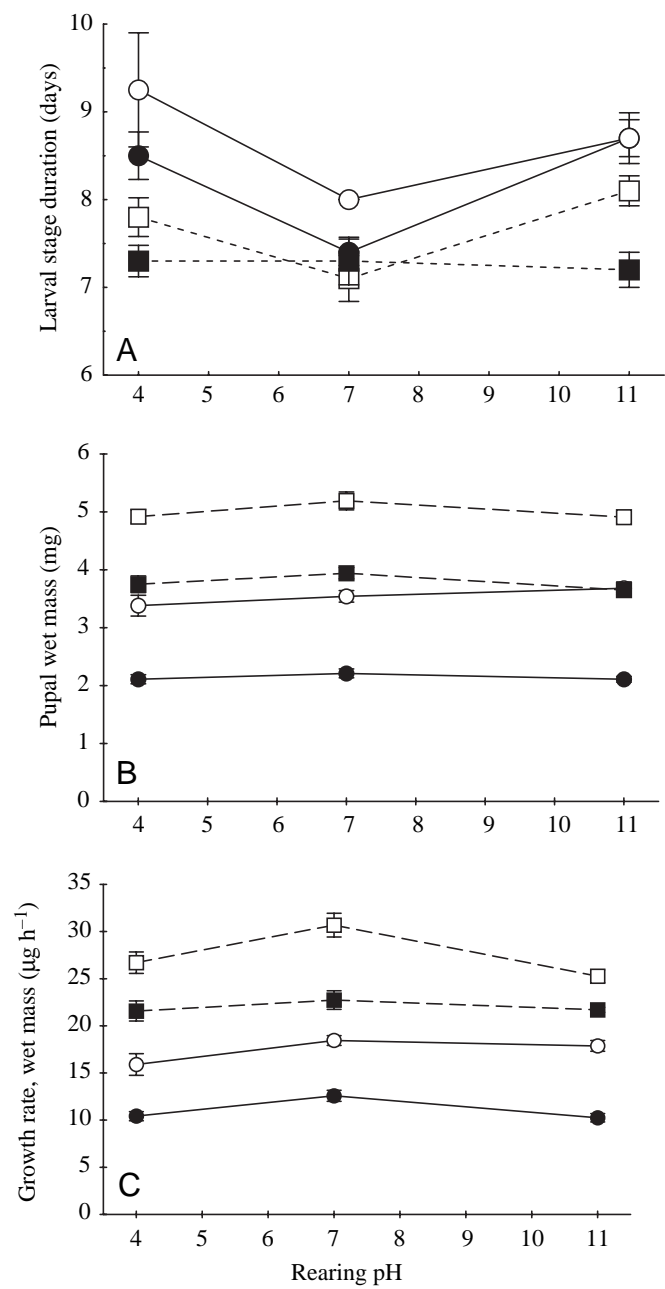 10
9
8
7
6
Larval stage duration (days)
A
4 5 6 7 8 9 10 11
6
5
4
3
2
1
0
Pupal wet mass (mg)
B
4 5 6 7 8 9 10 11
35
30
25
20
15
10
5
0
Growth rate, wet mass (μg h⁻¹)
C
4 5 6 7 8 9 10 11
Rearing pH